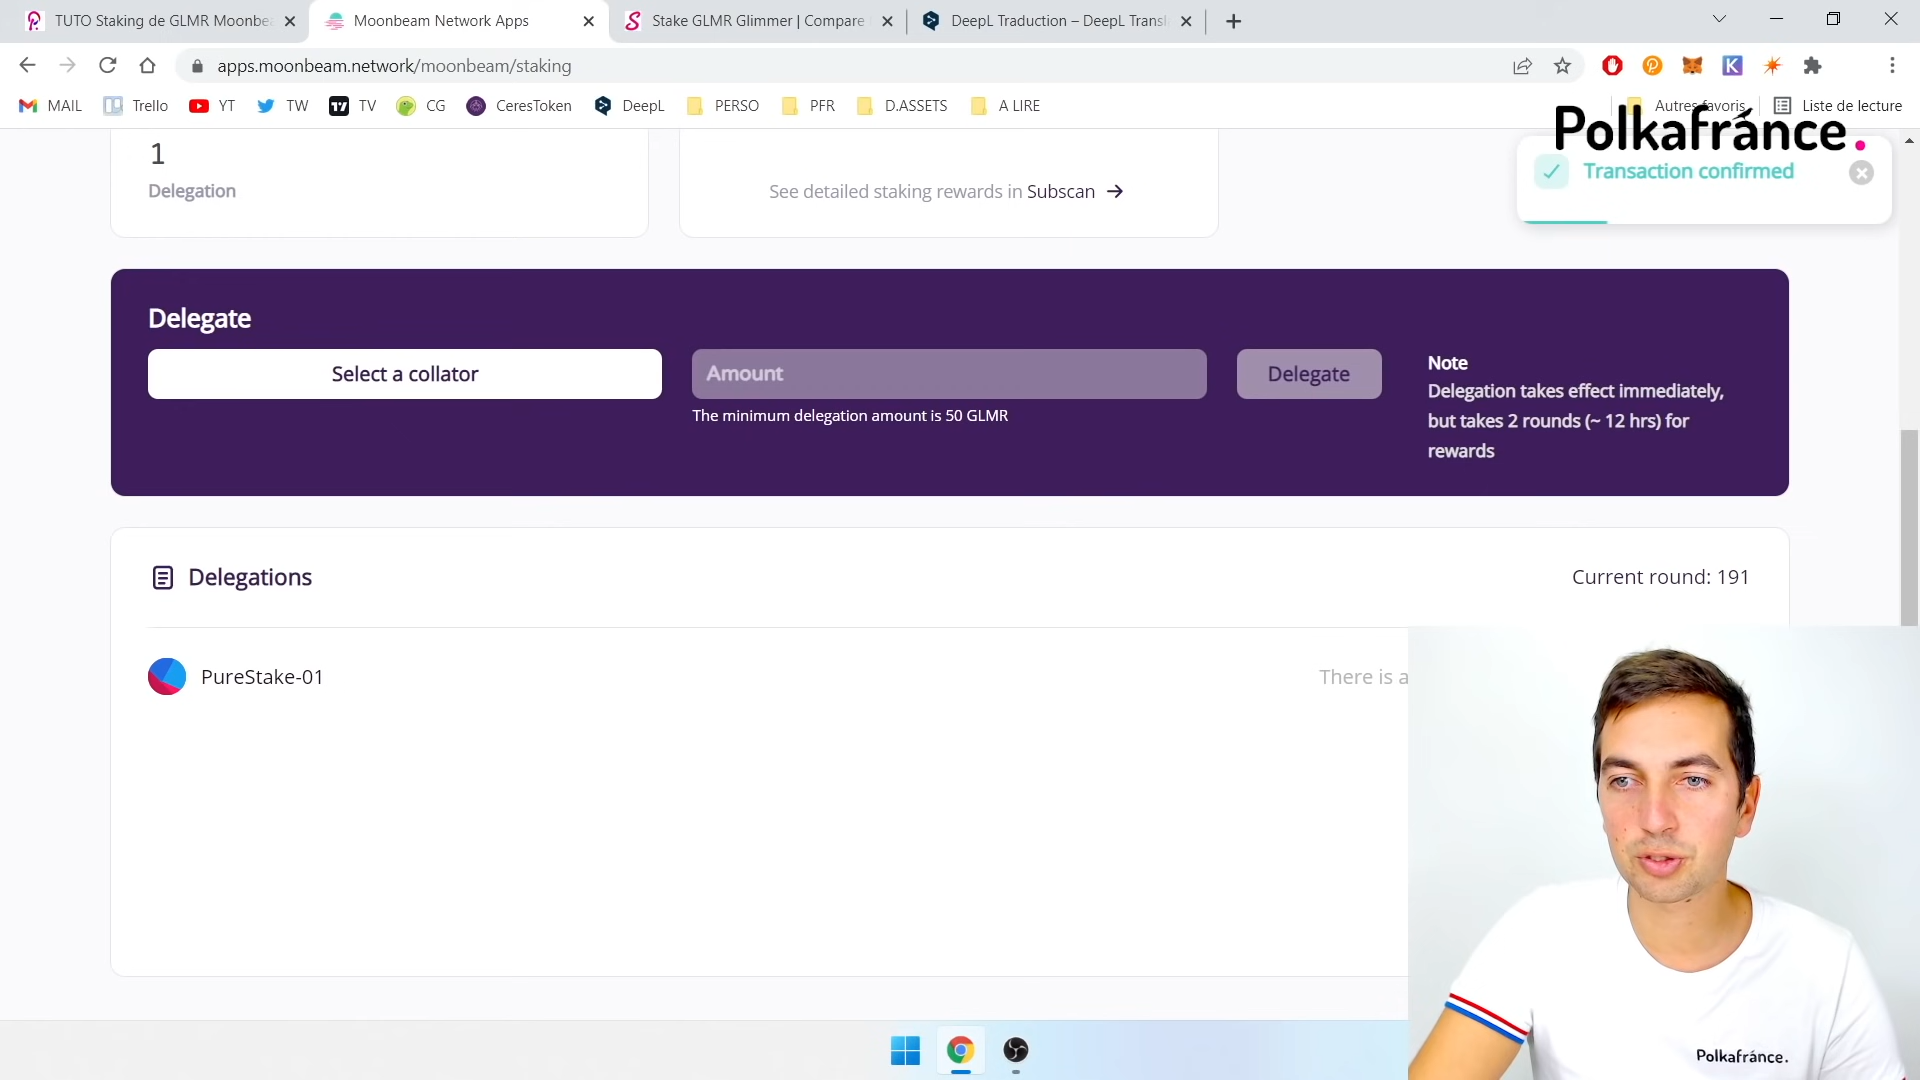 TUTO Staking de GLMR Moonbe
Moonbeam Network Apps
Stake GLMR Glimmer | Compare
DeepL Traduction – DeepL Transl
apps.moonbeam.network/moonbeam/staking
MAIL
Trello
YT
TW
TV
CG
CeresToken
DeepL
PERSO
PFR
D.ASSETS
A LIRE
Autres favoris
Liste de lecture
Polkafránce.
Transaction confirmed
1
Delegation
See detailed staking rewards in Subscan →
Delegate
Select a collator
Amount
Delegate
The minimum delegation amount is 50 GLMR
Note
Delegation takes effect immediately,
but takes 2 rounds (~ 12 hrs) for
rewards
Delegations
Current round: 191
PureStake-01
There is a
Polkafránce.